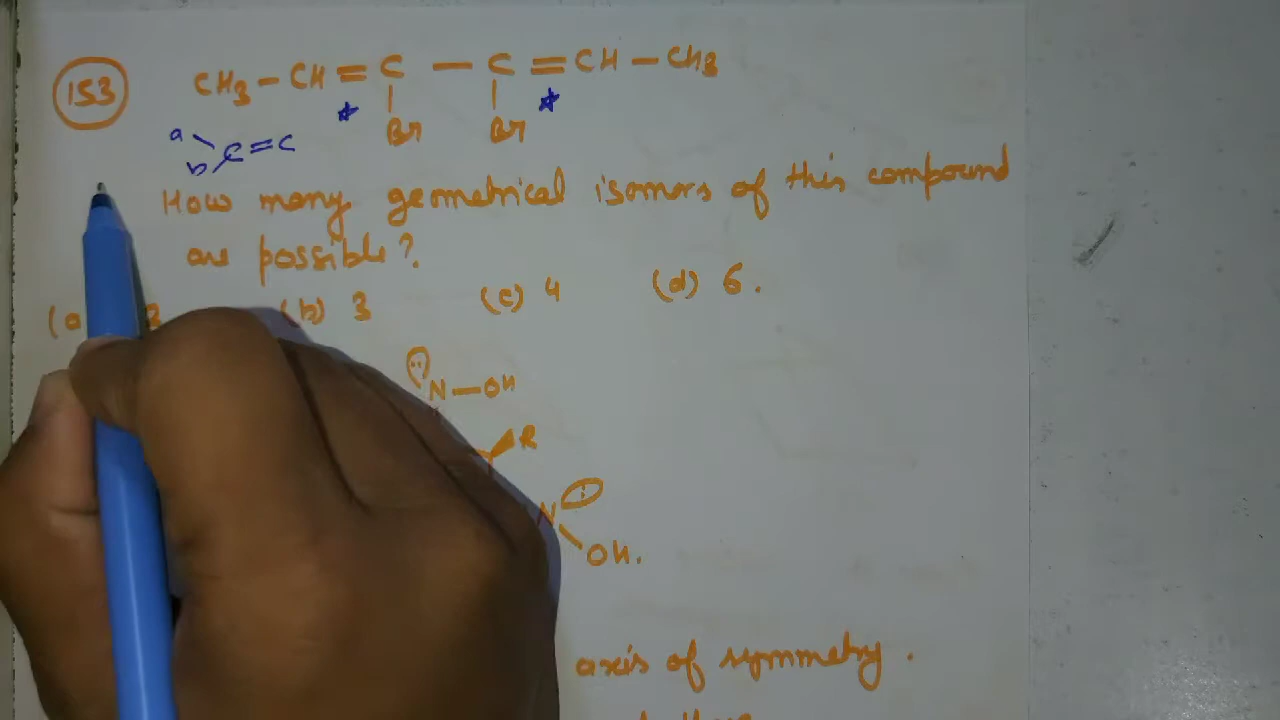 153 CH3 - CH = C - C = CH - CH3
Br Br
a
b C = C
How many geometrical isomors of this compound
are possible?
(a (b) 3 (c) 4 (d) 6.
N - OH
R
N
OH.
axis of symmetry.